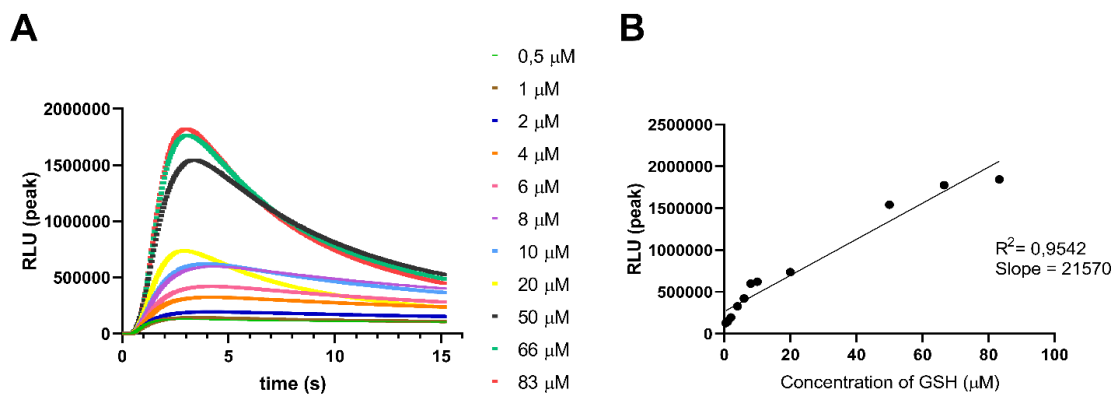 A
RLU (peak)
2000000
1500000
1000000
500000
0
0 5 10 15
time (s)
0,5 μM
1 μM
2 μM
4 μM
6 μM
8 μM
10 μM
20 μM
50 μM
66 μM
83 μM
B
RLU (peak)
2500000
2000000
1500000
1000000
500000
0
0 20 40 60 80 100
Concentration of GSH (μM)
R²= 0,9542
Slope = 21570